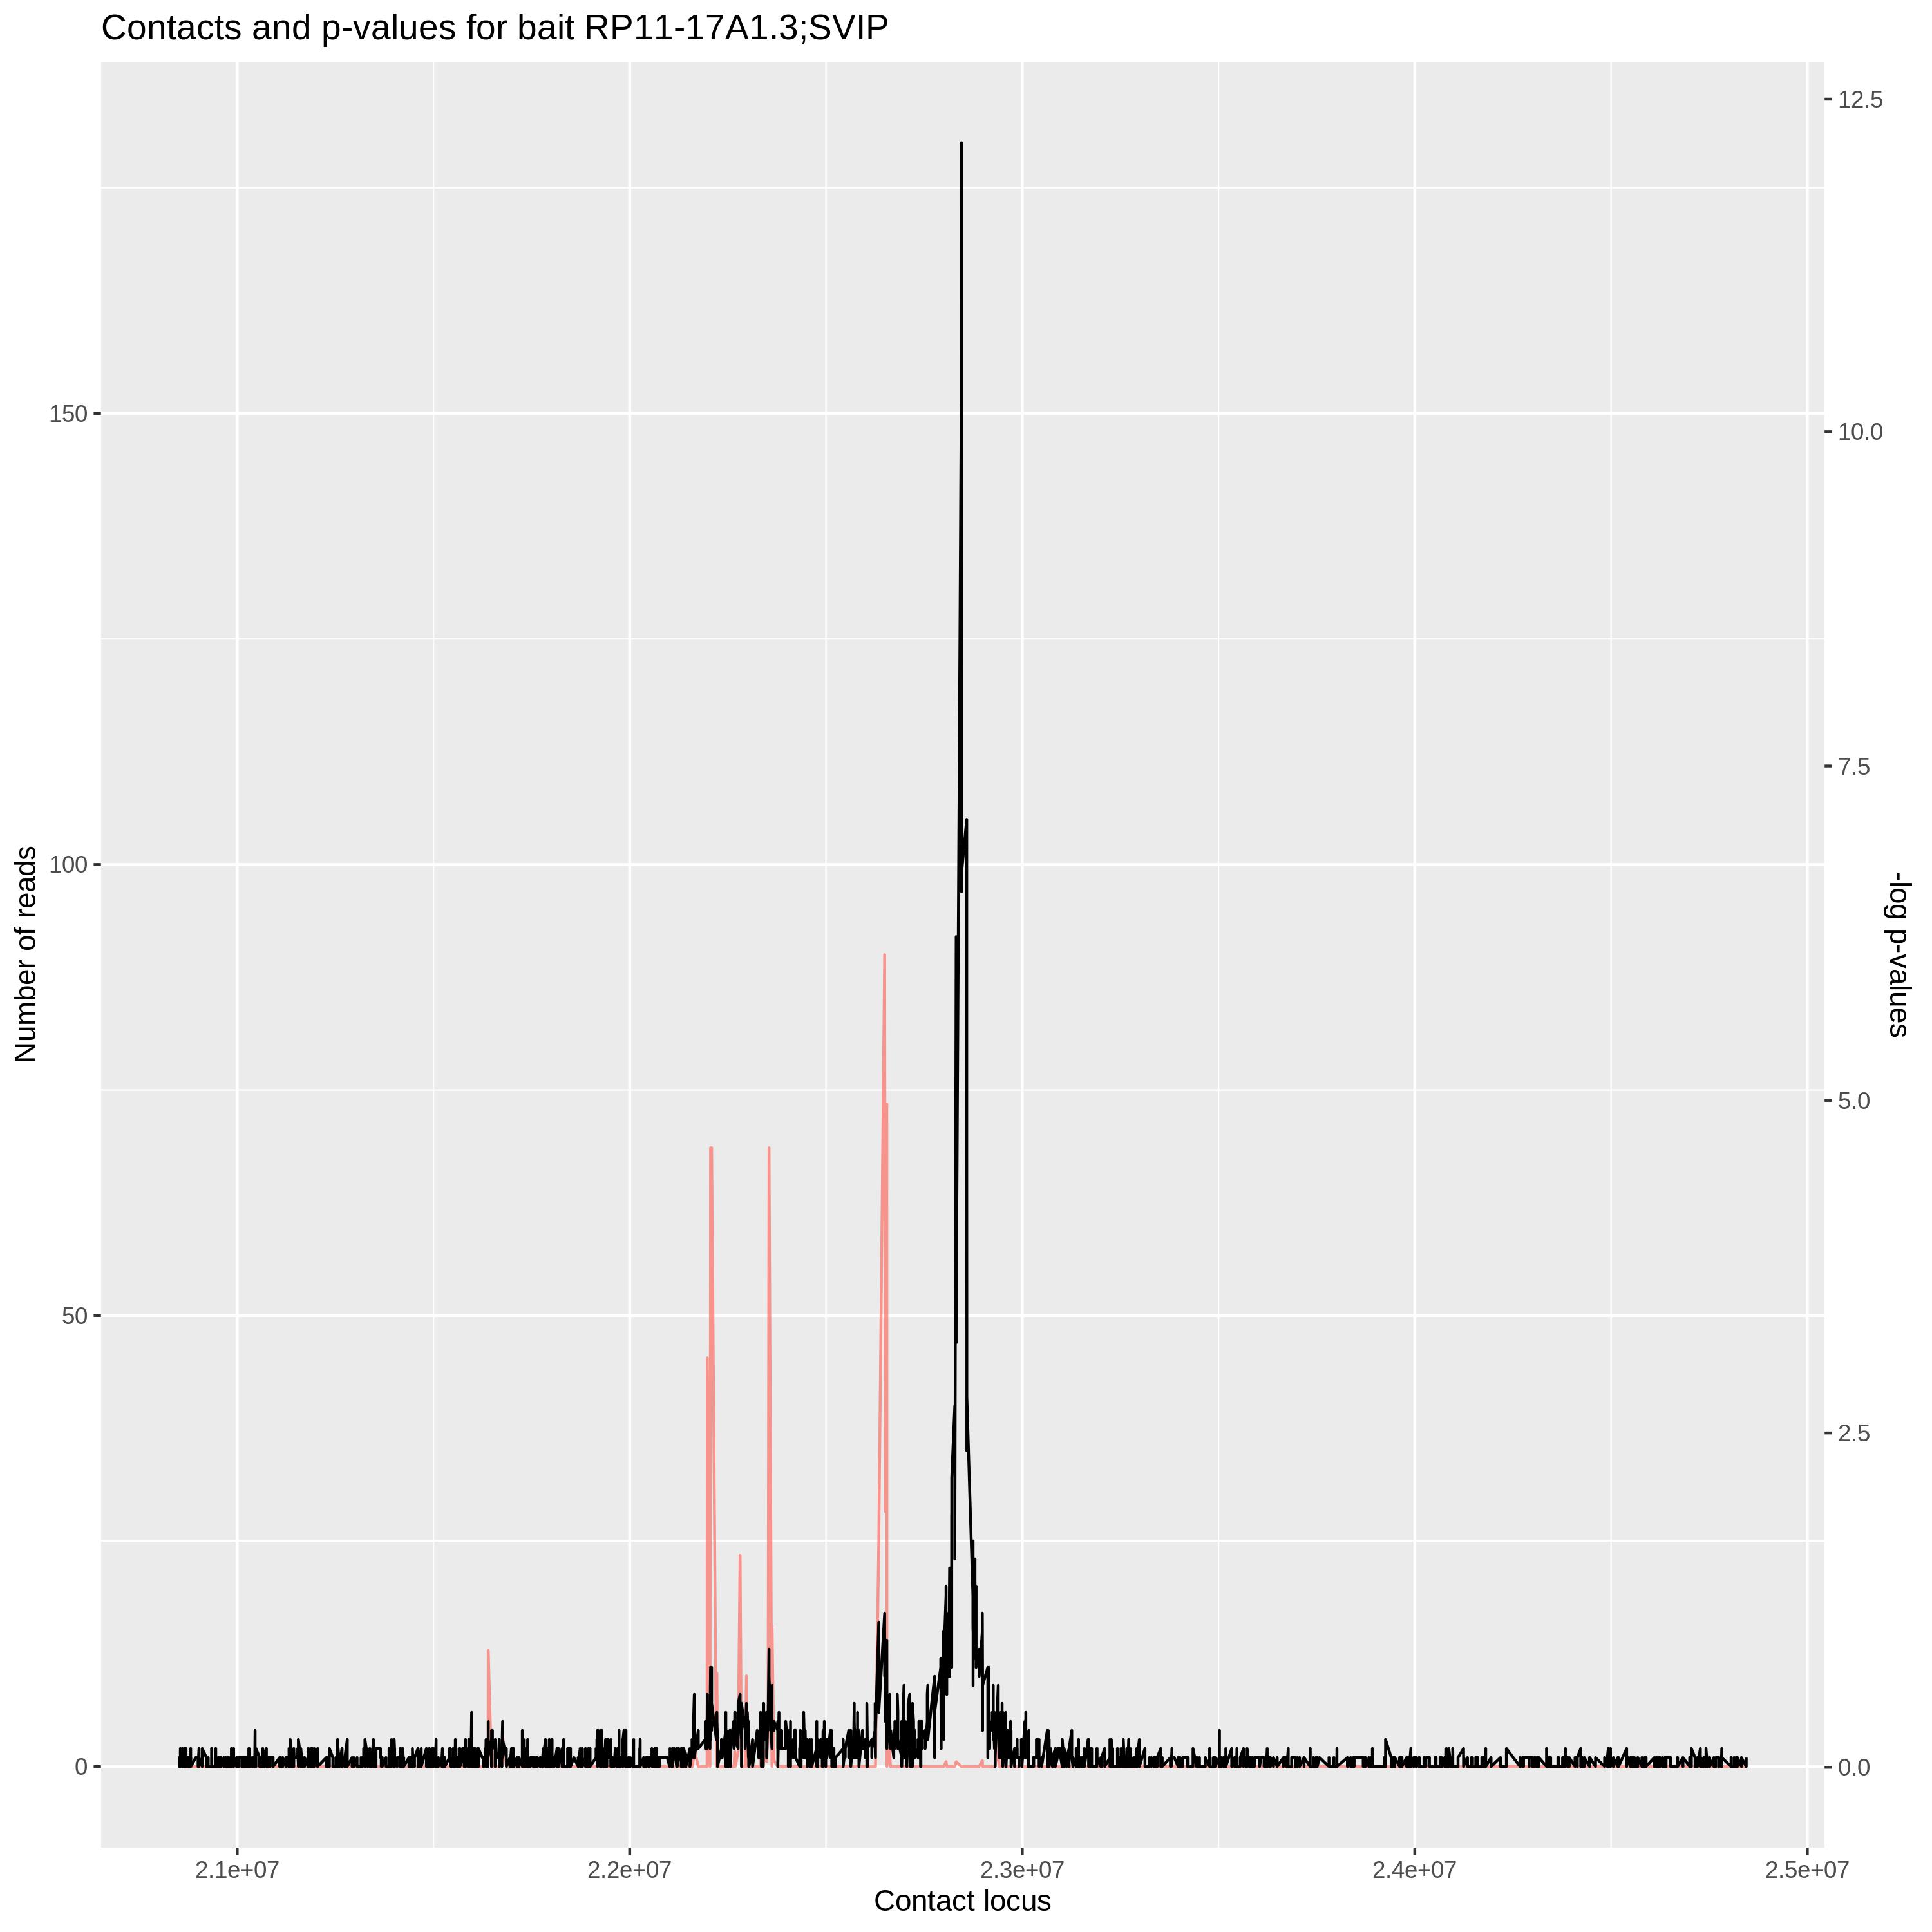 Contacts and p-values for bait RP11-17A1.3;SVIP
12.5
150
10.0
7.5
100
Number of reads
-log p-values
5.0
50
2.5
0
0.0
2.1e+07
2.2e+07
2.3e+07
2.4e+07
2.5e+07
Contact locus